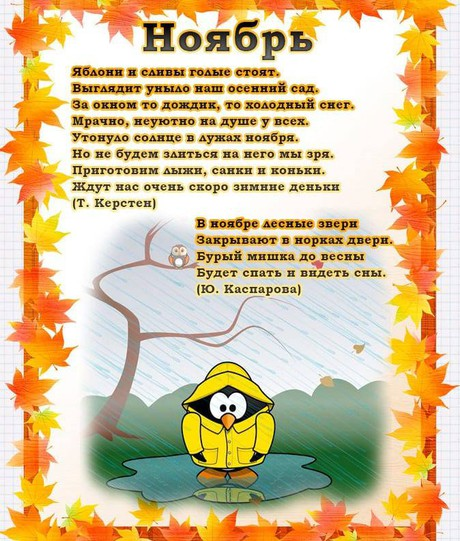 Ноябрь
Яблони и сливы голые стоят.
Выглядит уныло наш осенний сад.
За окном то дождик, то холодный снег.
Мрачно, неуютно на душе у всех.
Утонуло солнце в лужах ноября.
Но не будем злиться на него мы зря.
Приготовим лыжи, санки и коньки.
Ждут нас очень скоро зимние деньки
(Т. Керстен)
В ноябре лесные звери
Закрывают в норках двери.
Бурый мишка до весны
Будет спать и видеть сны.
(Ю. Каспарова)